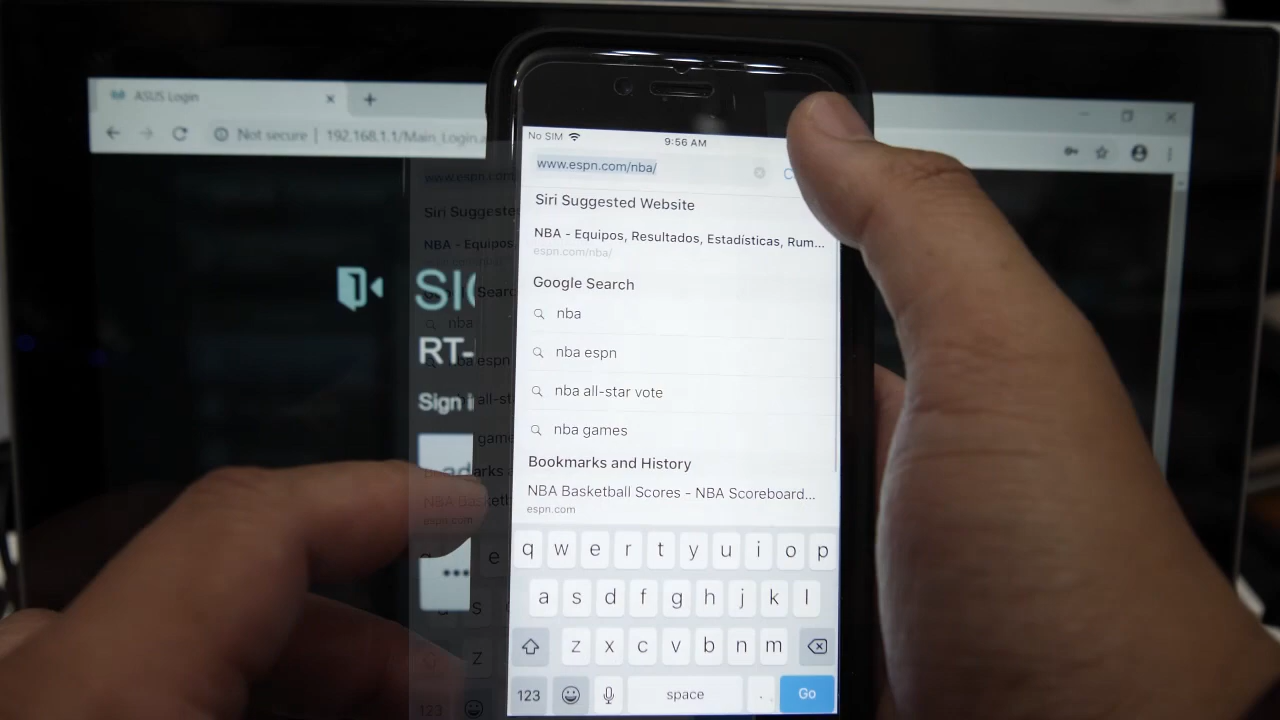 ASUS Login
Not secure | 192.168.1.1/Main_Login.a
SI
RT-
Sign i
ad
No SIM
9:56 AM
www.espn.com/nba/
Siri Suggested Website
NBA - Equipos, Resultados, Estadísticas, Rum...
espn.com/nba/
Google Search
nba
nba espn
nba all-star vote
nba games
Bookmarks and History
NBA Basketball Scores - NBA Scoreboard...
espn.com
q w e r t y u i o p
a s d f g h j k l
z x c v b n m
123 space . Go